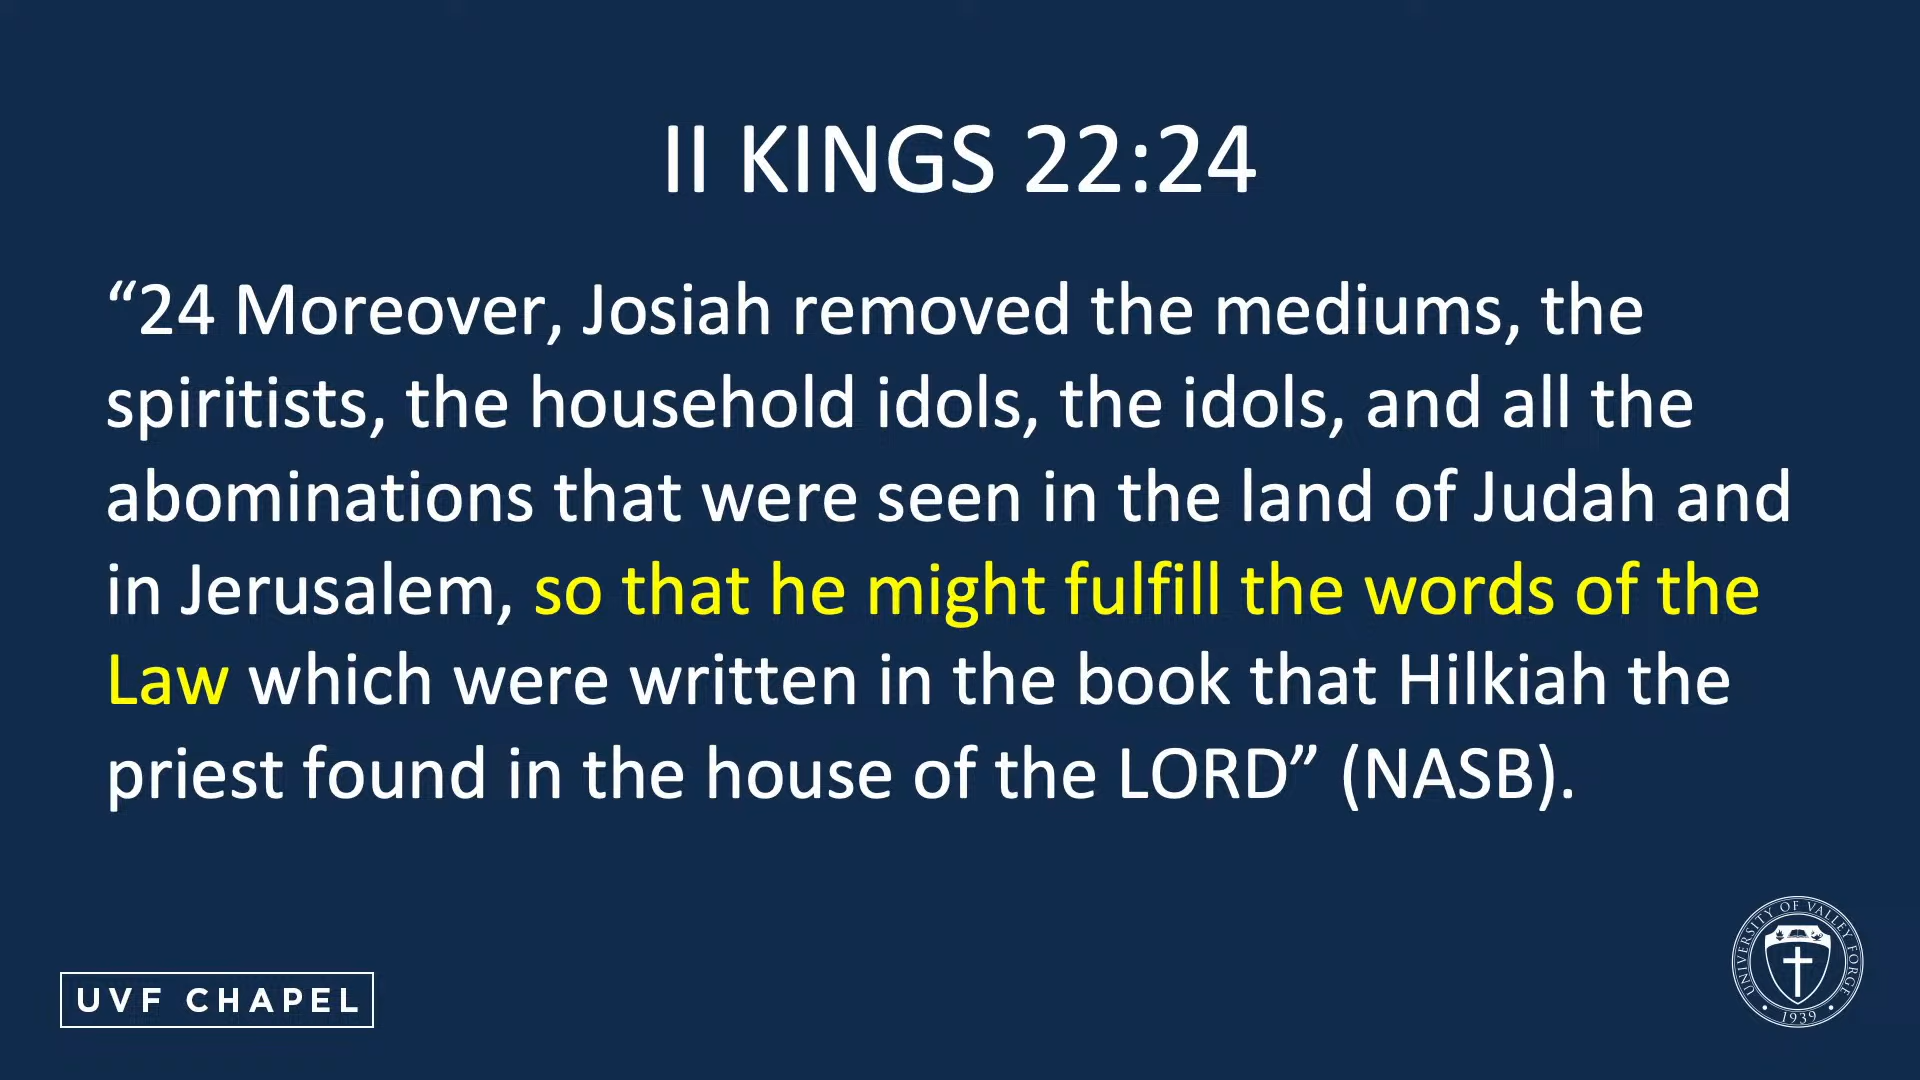 II KINGS 22:24
“24 Moreover, Josiah removed the mediums, the
spiritists, the household idols, the idols, and all the
abominations that were seen in the land of Judah and
in Jerusalem, so that he might fulfill the words of the
Law which were written in the book that Hilkiah the
priest found in the house of the LORD” (NASB).
UVF CHAPEL
UNIVERSITY OF VALLEY FORGE
1939